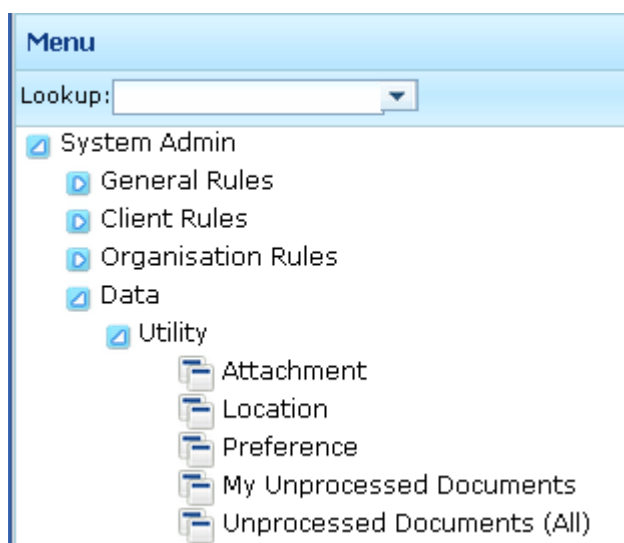 Menu
Lookup:
System Admin
General Rules
Client Rules
Organisation Rules
Data
Utility
Attachment
Location
Preference
My Unprocessed Documents
Unprocessed Documents (All)